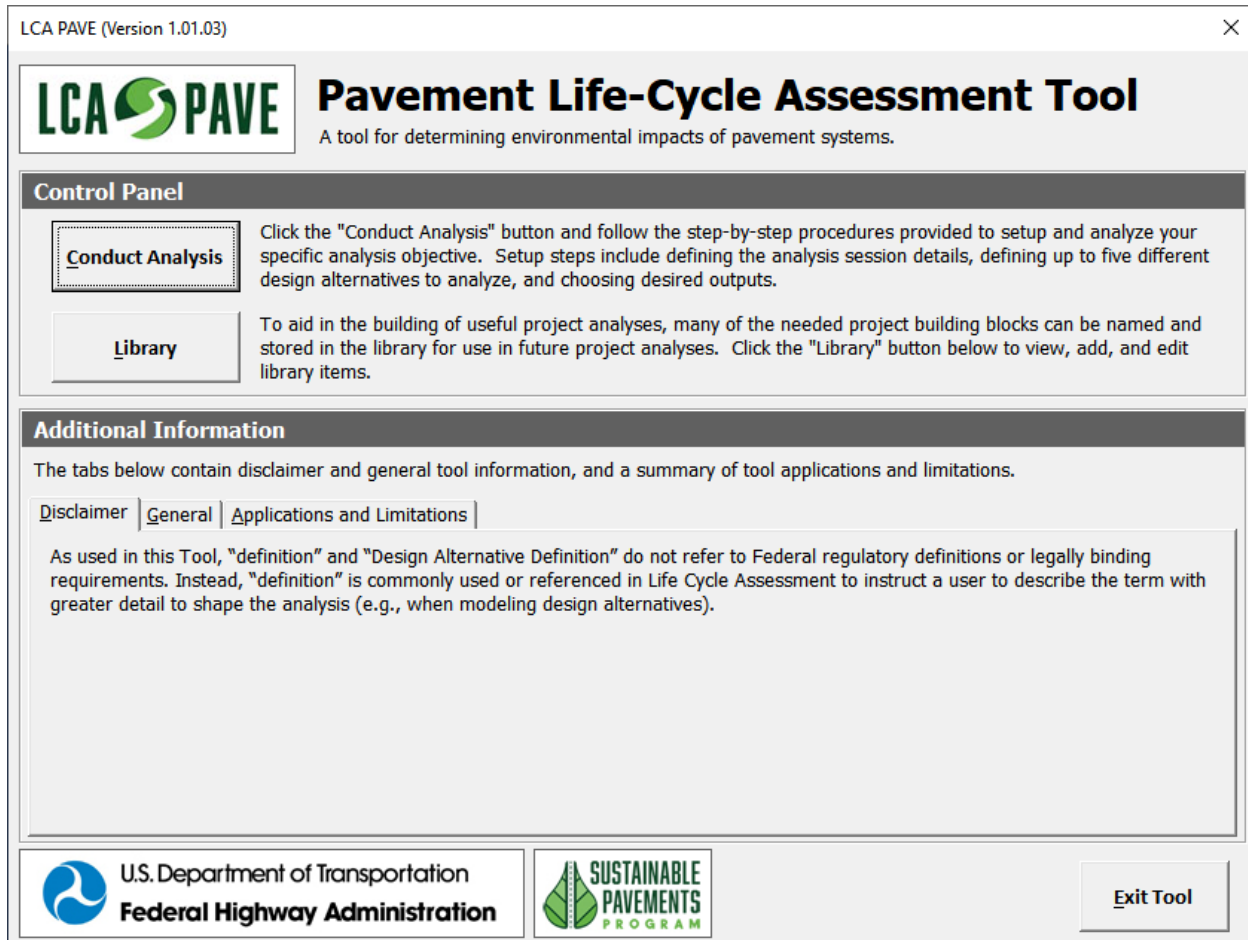 LCA PAVE (Version 1.01.03)
LCA PAVE
Pavement Life-Cycle Assessment Tool
A tool for determining environmental impacts of pavement systems.
Control Panel
Conduct Analysis
Click the "Conduct Analysis" button and follow the step-by-step procedures provided to setup and analyze your
specific analysis objective.  Setup steps include defining the analysis session details, defining up to five different
design alternatives to analyze, and choosing desired outputs.
Library
To aid in the building of useful project analyses, many of the needed project building blocks can be named and
stored in the library for use in future project analyses.  Click the "Library" button below to view, add, and edit
library items.
Additional Information
The tabs below contain disclaimer and general tool information, and a summary of tool applications and limitations.
Disclaimer General Applications and Limitations
As used in this Tool, “definition” and “Design Alternative Definition” do not refer to Federal regulatory definitions or legally binding
requirements. Instead, “definition” is commonly used or referenced in Life Cycle Assessment to instruct a user to describe the term with
greater detail to shape the analysis (e.g., when modeling design alternatives).
U.S. Department of Transportation
Federal Highway Administration
SUSTAINABLE
PAVEMENTS
PROGRAM
Exit Tool